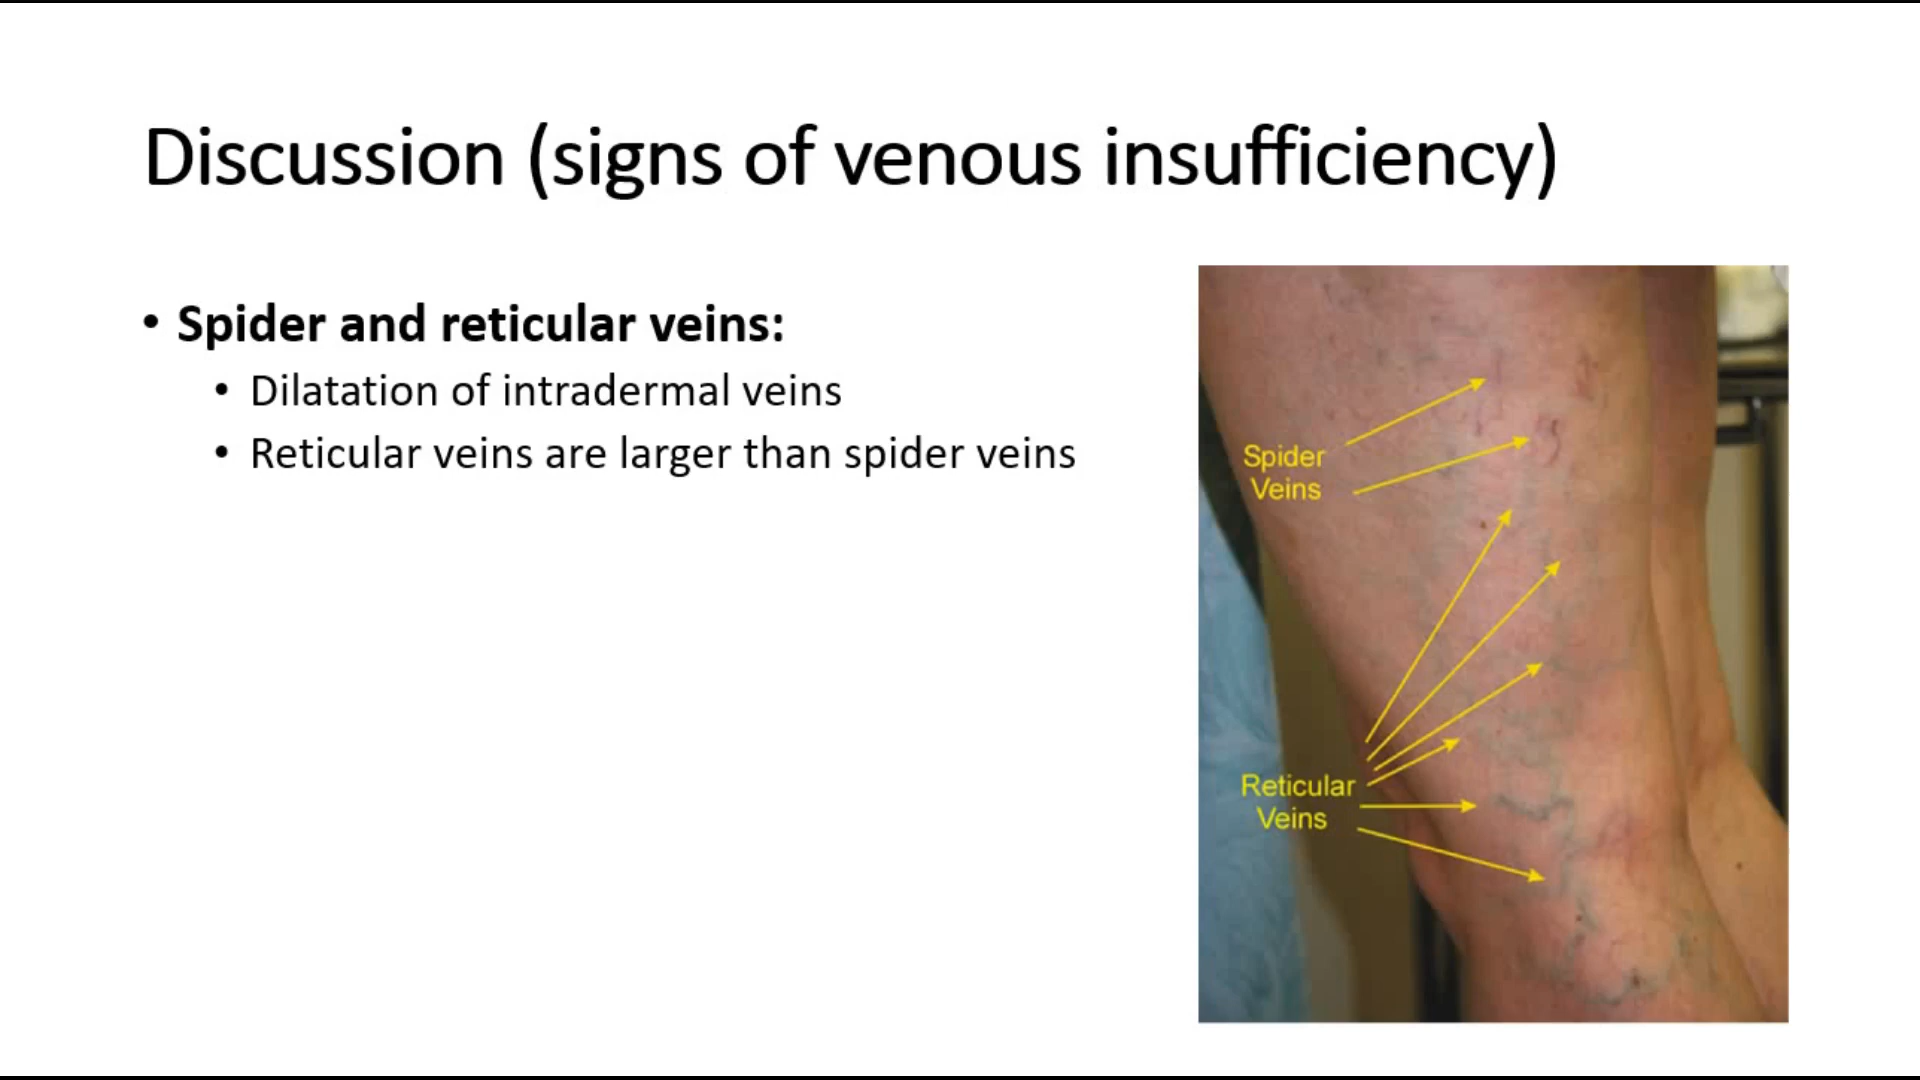 Discussion (signs of venous insufficiency)
• Spider and reticular veins:
• Dilatation of intradermal veins
• Reticular veins are larger than spider veins
Spider
Veins
Reticular
Veins